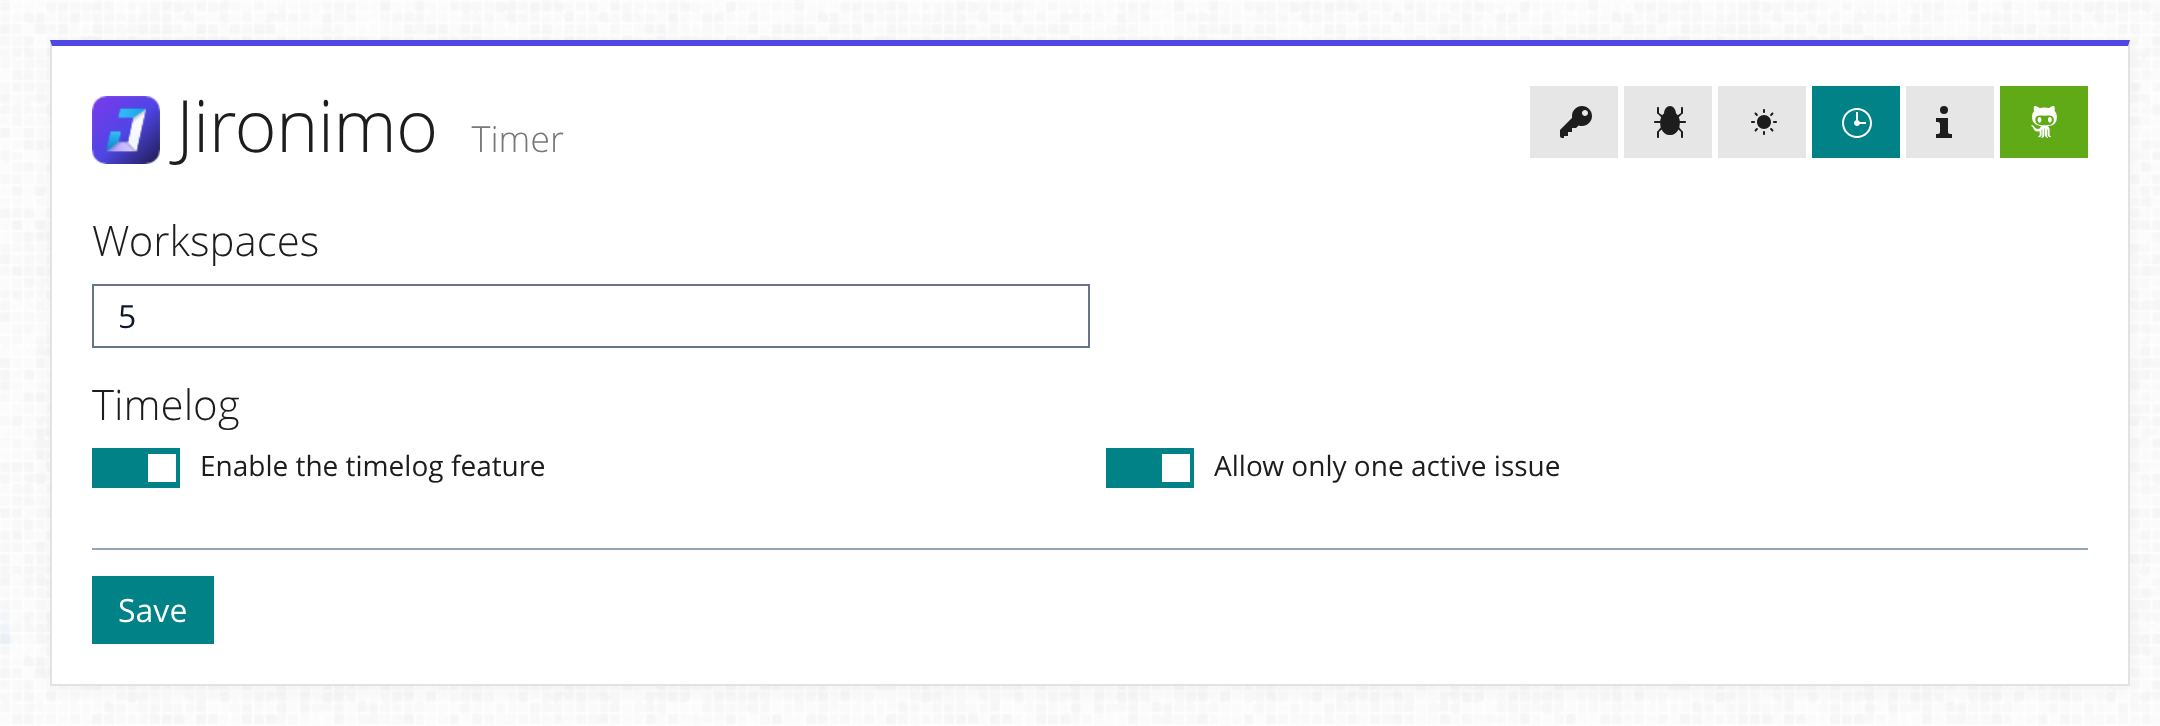 Jironimo Timer
Workspaces
5
Timelog
Enable the timelog feature
Allow only one active issue
Save